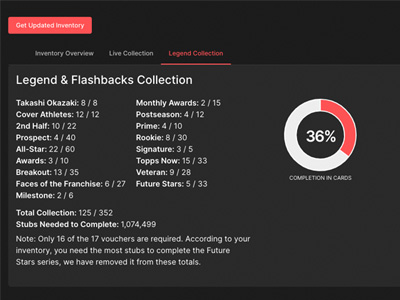 Get Updated Inventory
Inventory Overview Live Collection Legend Collection
Legend & Flashbacks Collection
Takashi Okazaki: 8 / 8
Cover Athletes: 12 / 12
2nd Half: 10 / 22
Prospect: 4 / 40
All-Star: 22 / 60
Awards: 3 / 10
Breakout: 13 / 35
Faces of the Franchise: 6 / 27
Milestone: 2 / 6
Monthly Awards: 2 / 15
Postseason: 4 / 12
Prime: 4 / 10
Rookie: 8 / 30
Signature: 3 / 5
Topps Now: 15 / 33
Veteran: 9 / 28
Future Stars: 5 / 33
36%
COMPLETION IN CARDS
Total Collection: 125 / 352
Stubs Needed to Complete: 1,074,499
Note: Only 16 of the 17 vouchers are required. According to your
inventory, you need the most stubs to complete the Future
Stars series, we have removed it from these totals.